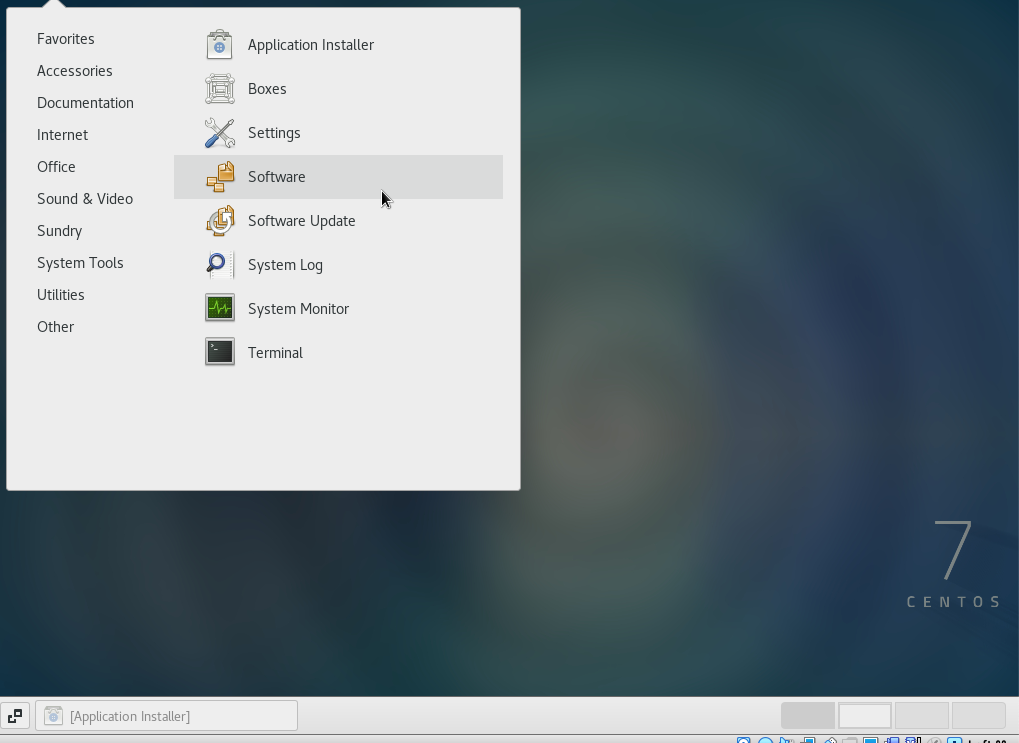 Favorites
Accessories
Documentation
Internet
Office
Sound & Video
Sundry
System Tools
Utilities
Other
Application Installer
Boxes
Settings
Software
Software Update
System Log
System Monitor
Terminal
7
CENTOS
[Application Installer]